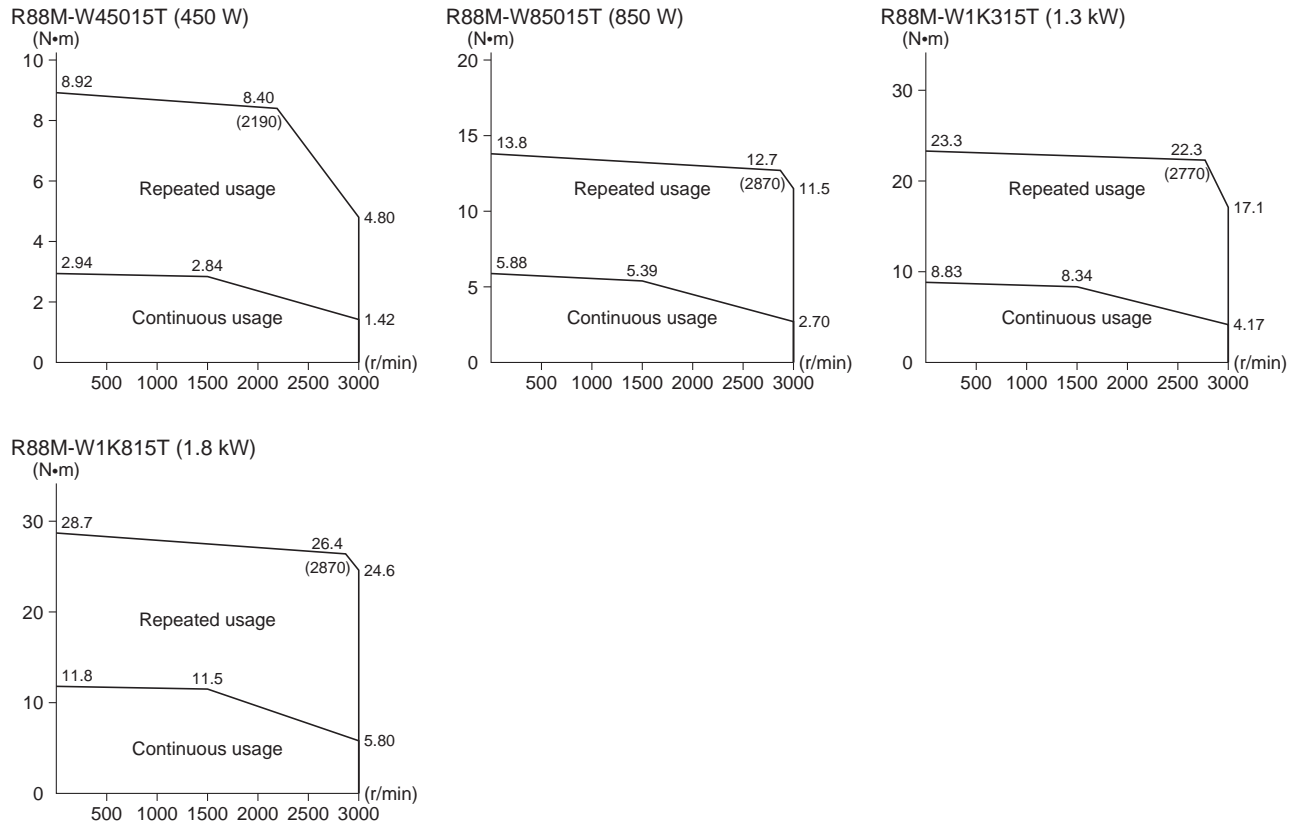 R88M-W45015T (450 W)
(N•m)
10
8
6
4
2
0
8.92
8.40
(2190)
Repeated usage
4.80
2.94
2.84
Continuous usage
1.42
500 1000 1500 2000 2500 3000
(r/min)
R88M-W85015T (850 W)
(N•m)
20
15
10
5
0
13.8
12.7
(2870)
11.5
Repeated usage
5.88
5.39
Continuous usage
2.70
500 1000 1500 2000 2500 3000
(r/min)
R88M-W1K315T (1.3 kW)
(N•m)
30
20
10
0
23.3
22.3
(2770)
Repeated usage
17.1
8.83
8.34
Continuous usage
4.17
500 1000 1500 2000 2500 3000
(r/min)
R88M-W1K815T (1.8 kW)
(N•m)
30
20
10
0
28.7
26.4
(2870)
24.6
Repeated usage
11.8
11.5
Continuous usage
5.80
500 1000 1500 2000 2500 3000
(r/min)